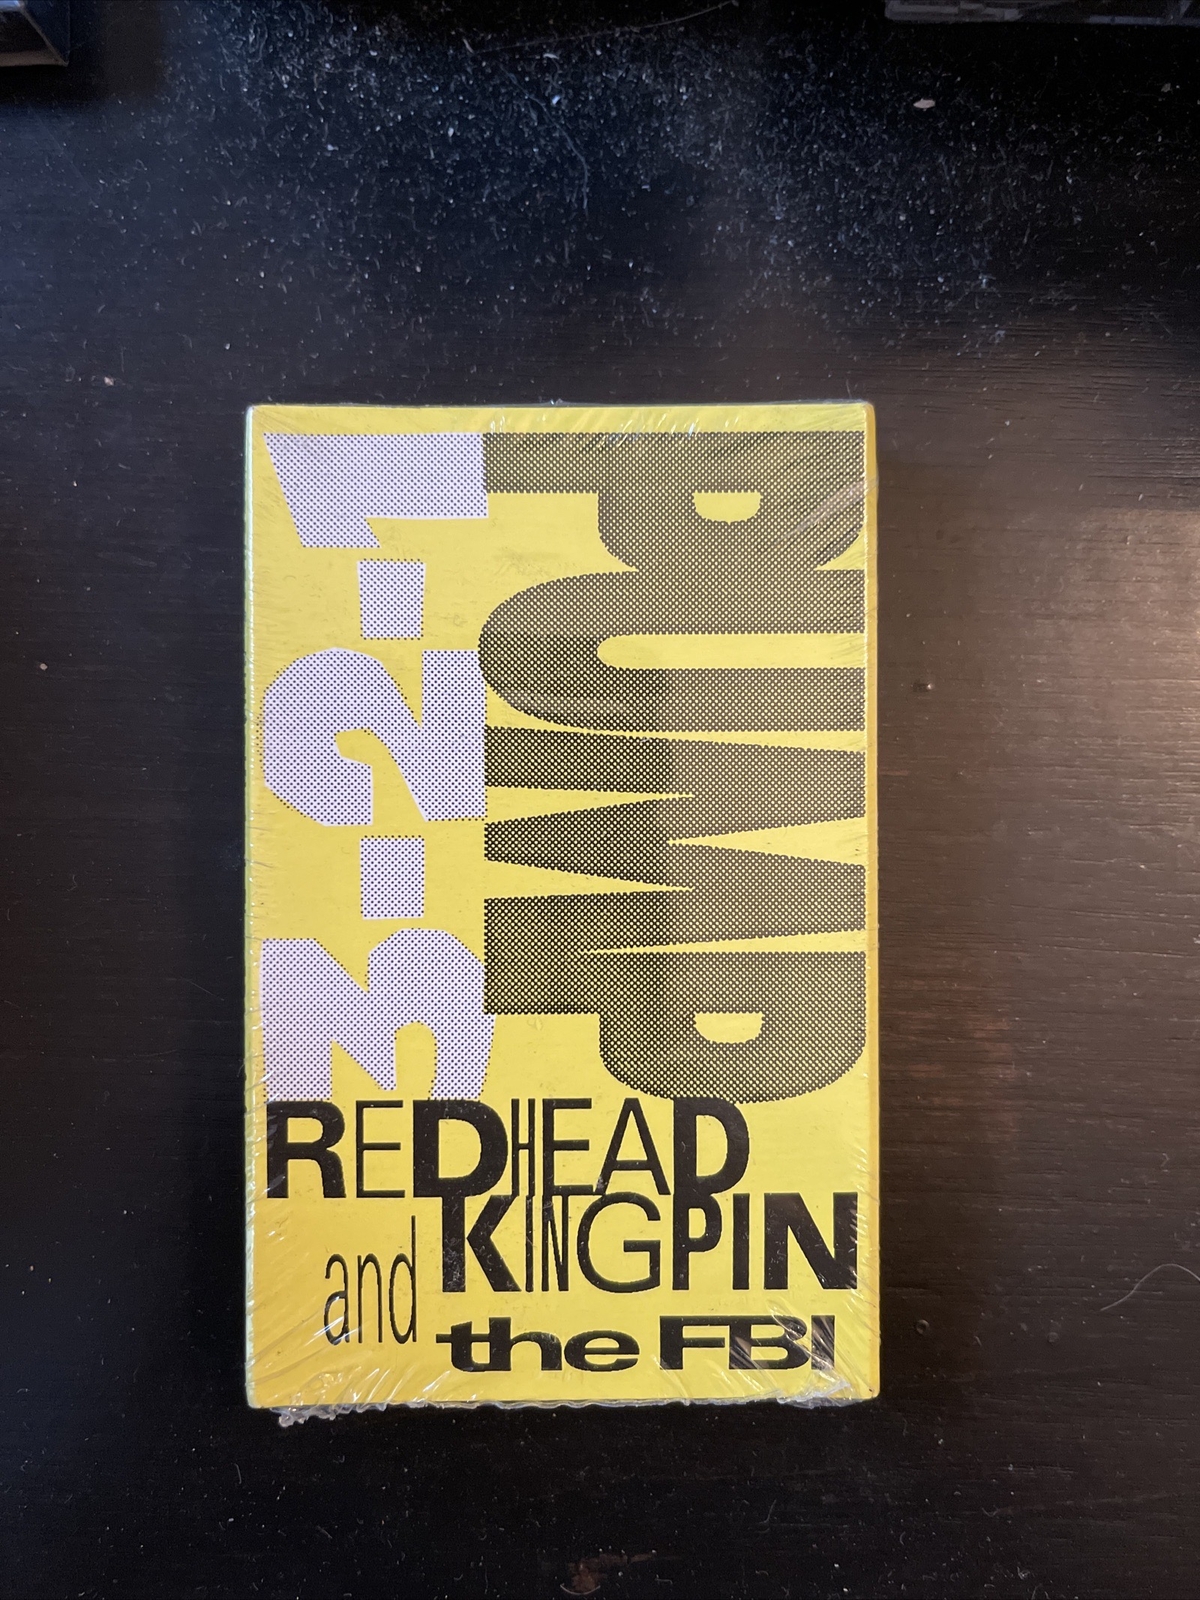 3-2-1
PUMP
REDHEAD
KINGPIN
and
the FBI